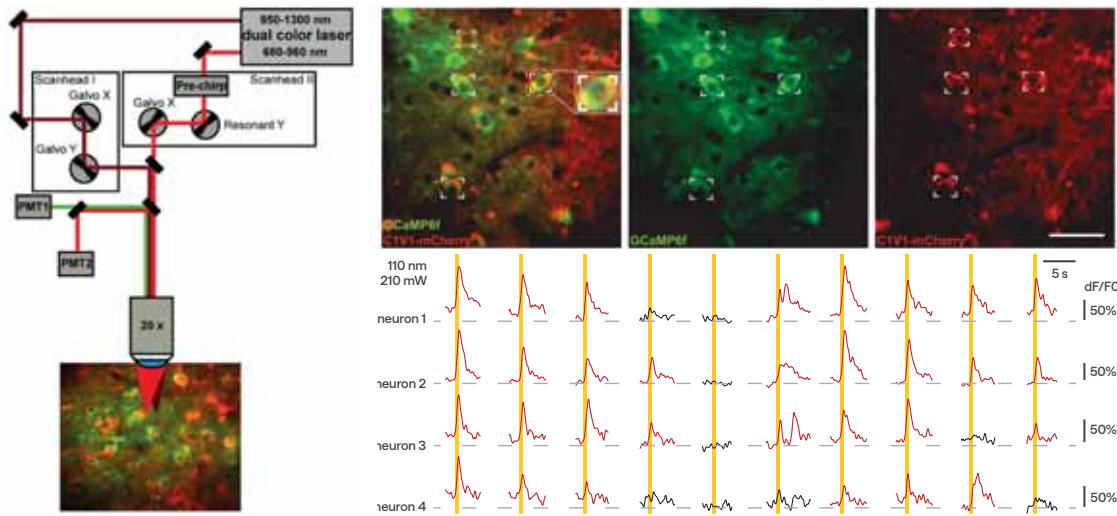 950-1300 nm
dual color laser
660-960 nm
Scanhead I
Galvo X
Galvo Y
Pre-chirp
Scanhead II
Galvo X
Resonant Y
PMT1
PMT2
20 x
GCaMP6f
C1V1-mCherry
GCaMP6f
C1V1-mCherry
110 nm
210 mW
5 s
dF/F0
neuron 1
50%
neuron 2
50%
neuron 3
50%
neuron 4
50%